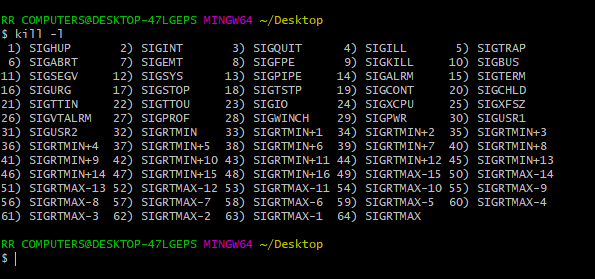 RR COMPUTERS@DESKTOP-47LGEPS MINGW64 ~/Desktop
$ kill -l
 1) SIGHUP       2) SIGINT       3) SIGQUIT      4) SIGILL       5) SIGTRAP
 6) SIGABRT      7) SIGEMT       8) SIGFPE       9) SIGKILL     10) SIGBUS
11) SIGSEGV     12) SIGSYS      13) SIGPIPE     14) SIGALRM     15) SIGTERM
16) SIGURG      17) SIGSTOP     18) SIGTSTP     19) SIGCONT     20) SIGCHLD
21) SIGTTIN     22) SIGTTOU     23) SIGIO       24) SIGXCPU     25) SIGXFSZ
26) SIGVTALRM   27) SIGPROF     28) SIGWINCH    29) SIGPWR      30) SIGUSR1
31) SIGUSR2     32) SIGRTMIN    33) SIGRTMIN+1  34) SIGRTMIN+2  35) SIGRTMIN+3
36) SIGRTMIN+4  37) SIGRTMIN+5  38) SIGRTMIN+6  39) SIGRTMIN+7  40) SIGRTMIN+8
41) SIGRTMIN+9  42) SIGRTMIN+10 43) SIGRTMIN+11 44) SIGRTMIN+12 45) SIGRTMIN+13
46) SIGRTMIN+14 47) SIGRTMIN+15 48) SIGRTMIN+16 49) SIGRTMAX-15 50) SIGRTMAX-14
51) SIGRTMAX-13 52) SIGRTMAX-12 53) SIGRTMAX-11 54) SIGRTMAX-10 55) SIGRTMAX-9
56) SIGRTMAX-8  57) SIGRTMAX-7  58) SIGRTMAX-6  59) SIGRTMAX-5  60) SIGRTMAX-4
61) SIGRTMAX-3  62) SIGRTMAX-2  63) SIGRTMAX-1  64) SIGRTMAX
RR COMPUTERS@DESKTOP-47LGEPS MINGW64 ~/Desktop
$